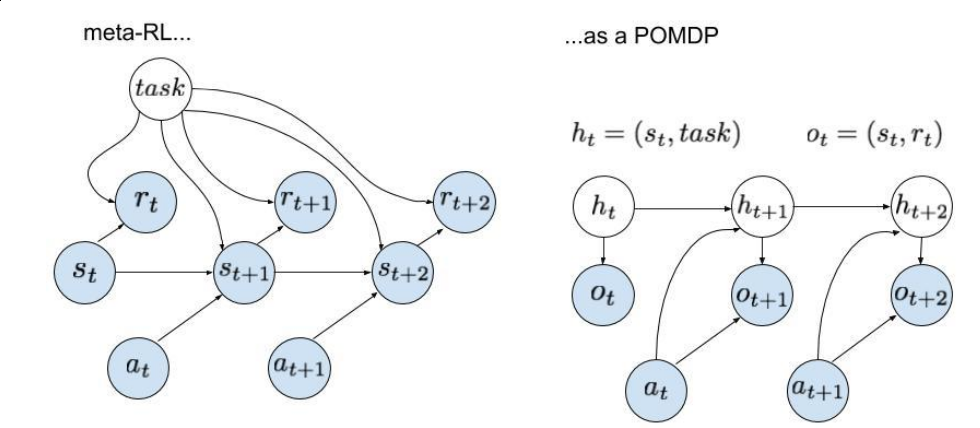 meta-RL...
task
r_t
r_{t+1}
r_{t+2}
s_t
s_{t+1}
s_{t+2}
a_t
a_{t+1}
...as a POMDP
h_t = (s_t, task)
o_t = (s_t, r_t)
h_t
h_{t+1}
h_{t+2}
o_t
o_{t+1}
o_{t+2}
a_t
a_{t+1}